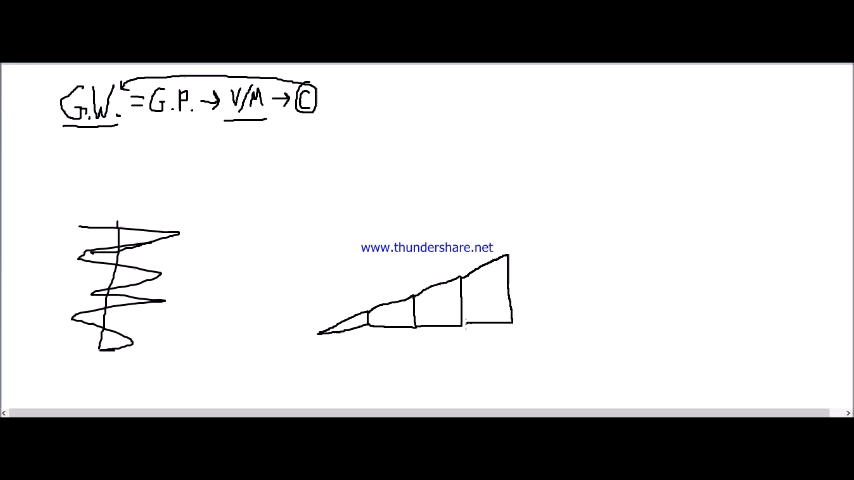 G.W. = G.P. → V/M → C
www.thundershare.net